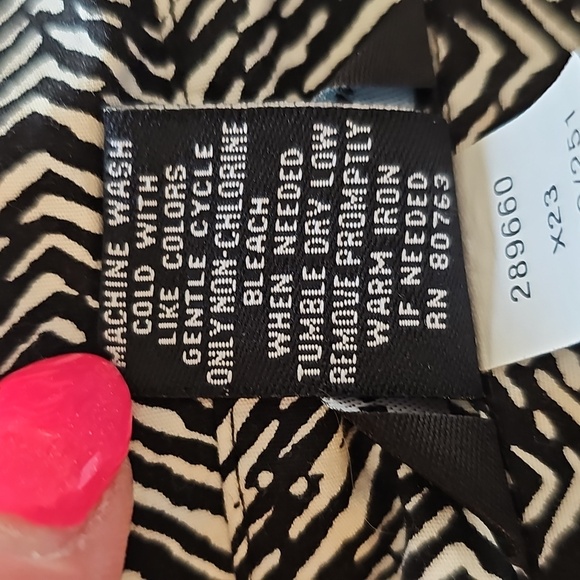 MACHINE WASH
COLD WITH
LIKE COLORS
GENTLE CYCLE
ONLY NON-CHLORINE
BLEACH
WHEN NEEDED
TUMBLE DRY LOW
REMOVE PROMPTLY
WARM IRON
IF NEEDED
RN 80763
289660
X23
1251